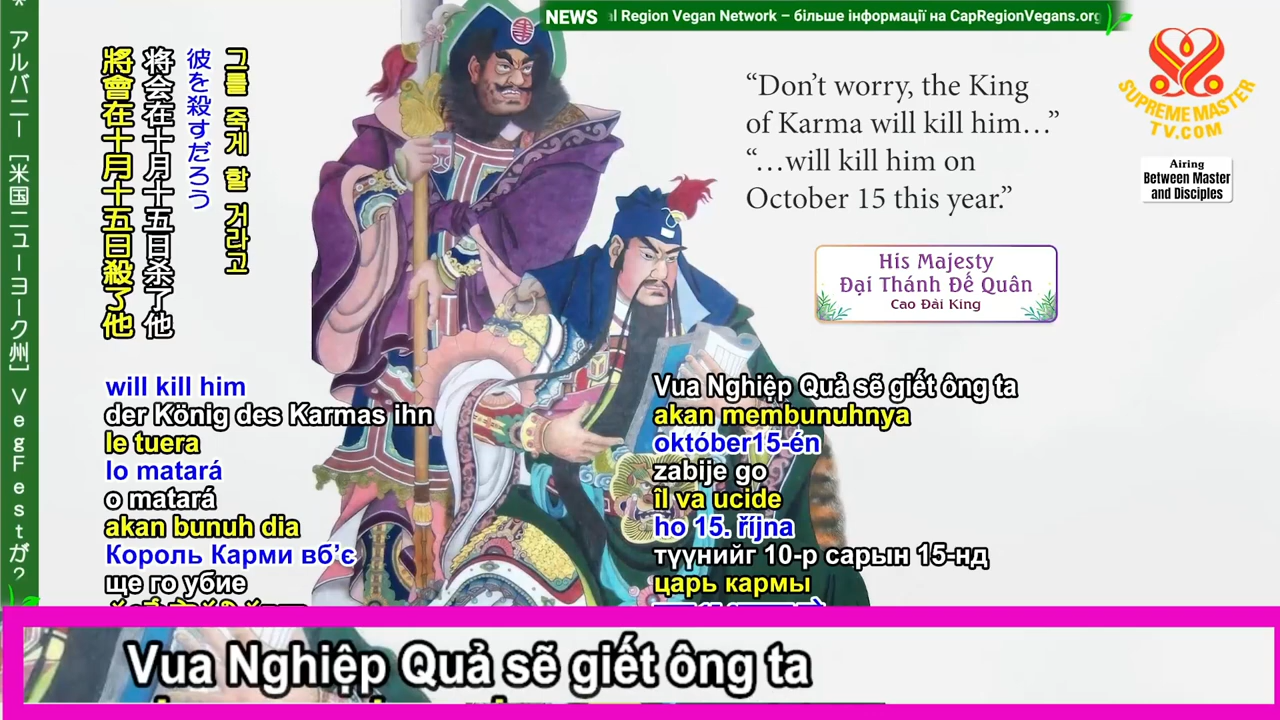 NEWS
l Region Vegan Network – більше інформації на CapRegionVegans.org
SUPREME MASTER
TV.COM
Airing
Between Master
and Disciples
* アルバニー［米国ニューヨーク州］VegFestが
將會在十月十五日殺了他
将会在十月十五日杀了他
彼を殺すだろう
그를 죽게 할 거라고
“Don’t worry, the King
of Karma will kill him…”
“…will kill him on
October 15 this year.”
His Majesty
Đại Thánh Đế Quân
Cao Đài King
will kill him
der König des Karmas ihn
le tuera
lo matará
o matará
akan bunuh dia
Король Карми вб’є
ще го убие
Vua Nghiệp Quả sẽ giết ông ta
akan membunuhnya
október15-én
zabije go
îl va ucide
ho 15. října
түүнийг 10-р сарын 15-нд
царь кармы
Vua Nghiệp Quả sẽ giết ông ta